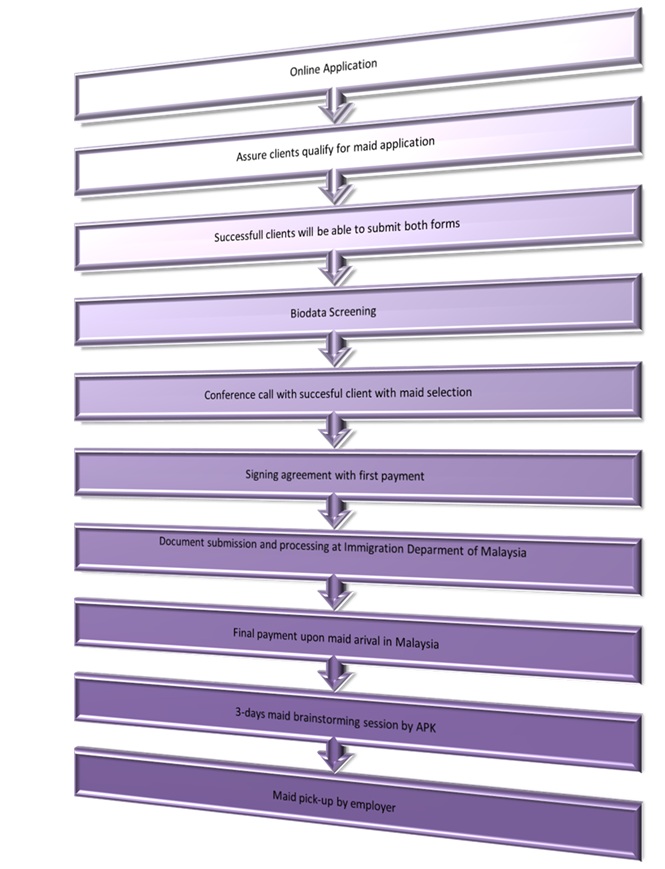 Online Application
Assure clients qualify for maid application
Successfull clients will be able to submit both forms
Biodata Screening
Conference call with succesful client with maid selection
Signing agreement with first payment
Document submission and processing at Immigration Deparment of Malaysia
Final payment upon maid arival in Malaysia
3-days maid brainstorming session by APK
Maid pick-up by employer